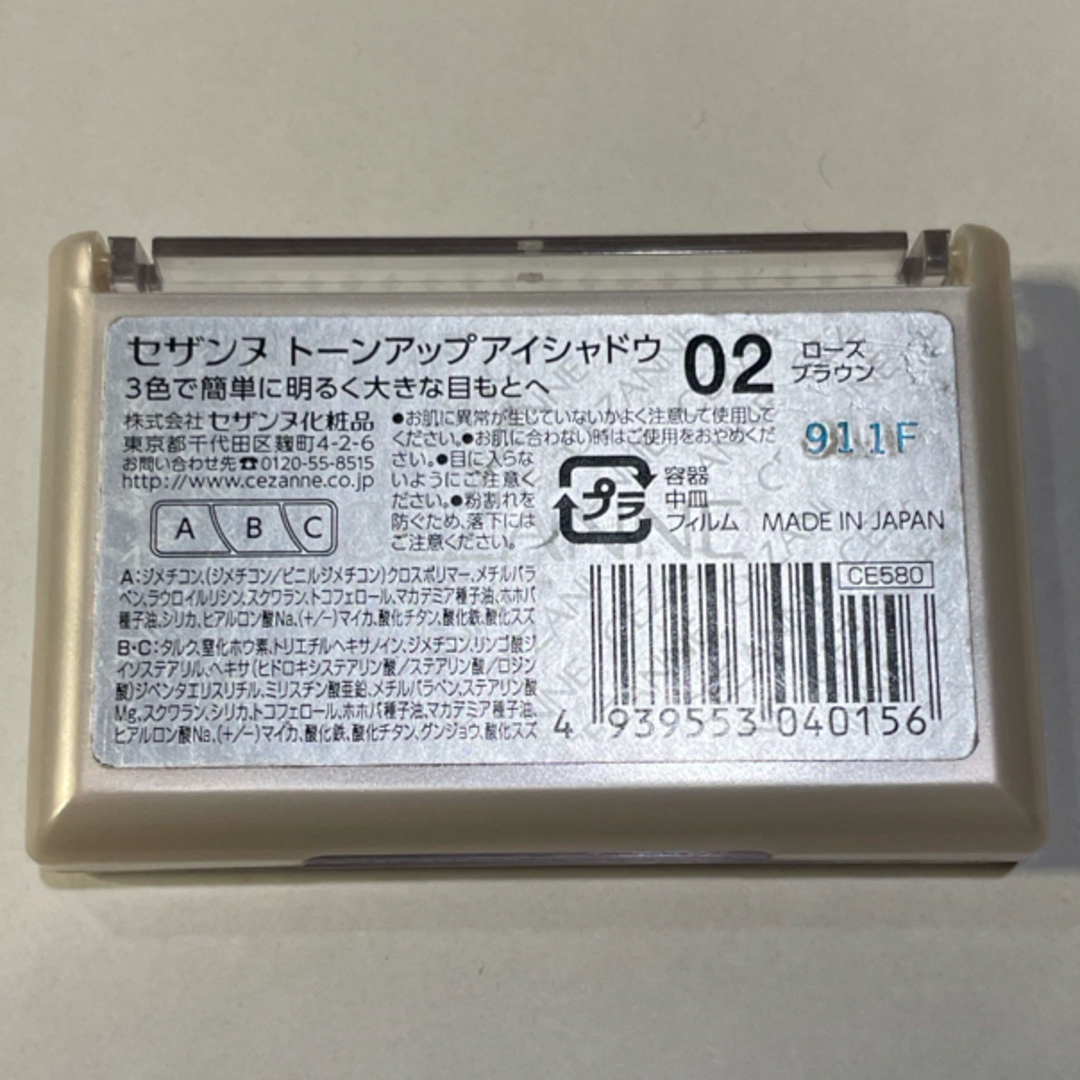 セザンヌ トーンアップアイシャドウ
3色で簡単に明るく大きな目もとへ
02
ローズ
ブラウン
株式会社 セザンヌ化粧品
東京都千代田区麹町4-2-6
お問い合わせ先☎0120-55-8515
http://www.cezanne.co.jp
●お肌に異常が生じていないかよく注意して使用して
ください。●お肌に合わない時はご使用をおやめくだ
さい。●目に入らな
いようにご注意く
ださい。●粉割れを
防ぐため、落下には
ご注意ください。
911F
A B C
プラ
容器
中皿
フィルム
MADE IN JAPAN
A:ジメチコン、(ジメチコン/ビニルジメチコン)クロスポリマー、メチルパラ
ベン、ラウロイルリシン、スクワラン、トコフェロール、マカデミア種子油、ホホバ
種子油、シリカ、ヒアルロン酸Na、(+/−)マイカ、酸化チタン、酸化鉄、酸化スズ
B・C:タルク、窒化ホウ素、トリエチルヘキサノイン、ジメチコン、リンゴ酸ジ
イソステアリル、ヘキサ(ヒドロキシステアリン酸/ステアリン酸/ロジン
酸)ジペンタエリスリチル、ミリスチン酸亜鉛、メチルパラベン、ステアリン酸
Mg、スクワラン、シリカ、トコフェロール、ホホバ種子油、マカデミア種子油、
ヒアルロン酸Na、(+/−)マイカ、酸化鉄、酸化チタン、グンジョウ、酸化スズ
CE580
4 939553 040156